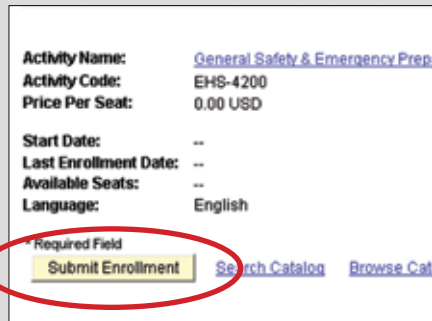 Activity Name: General Safety & Emergency Prep
Activity Code: EHS-4200
Price Per Seat: 0.00 USD
Start Date: --
Last Enrollment Date: --
Available Seats: --
Language: English
* Required Field
Submit Enrollment Search Catalog Browse Cat